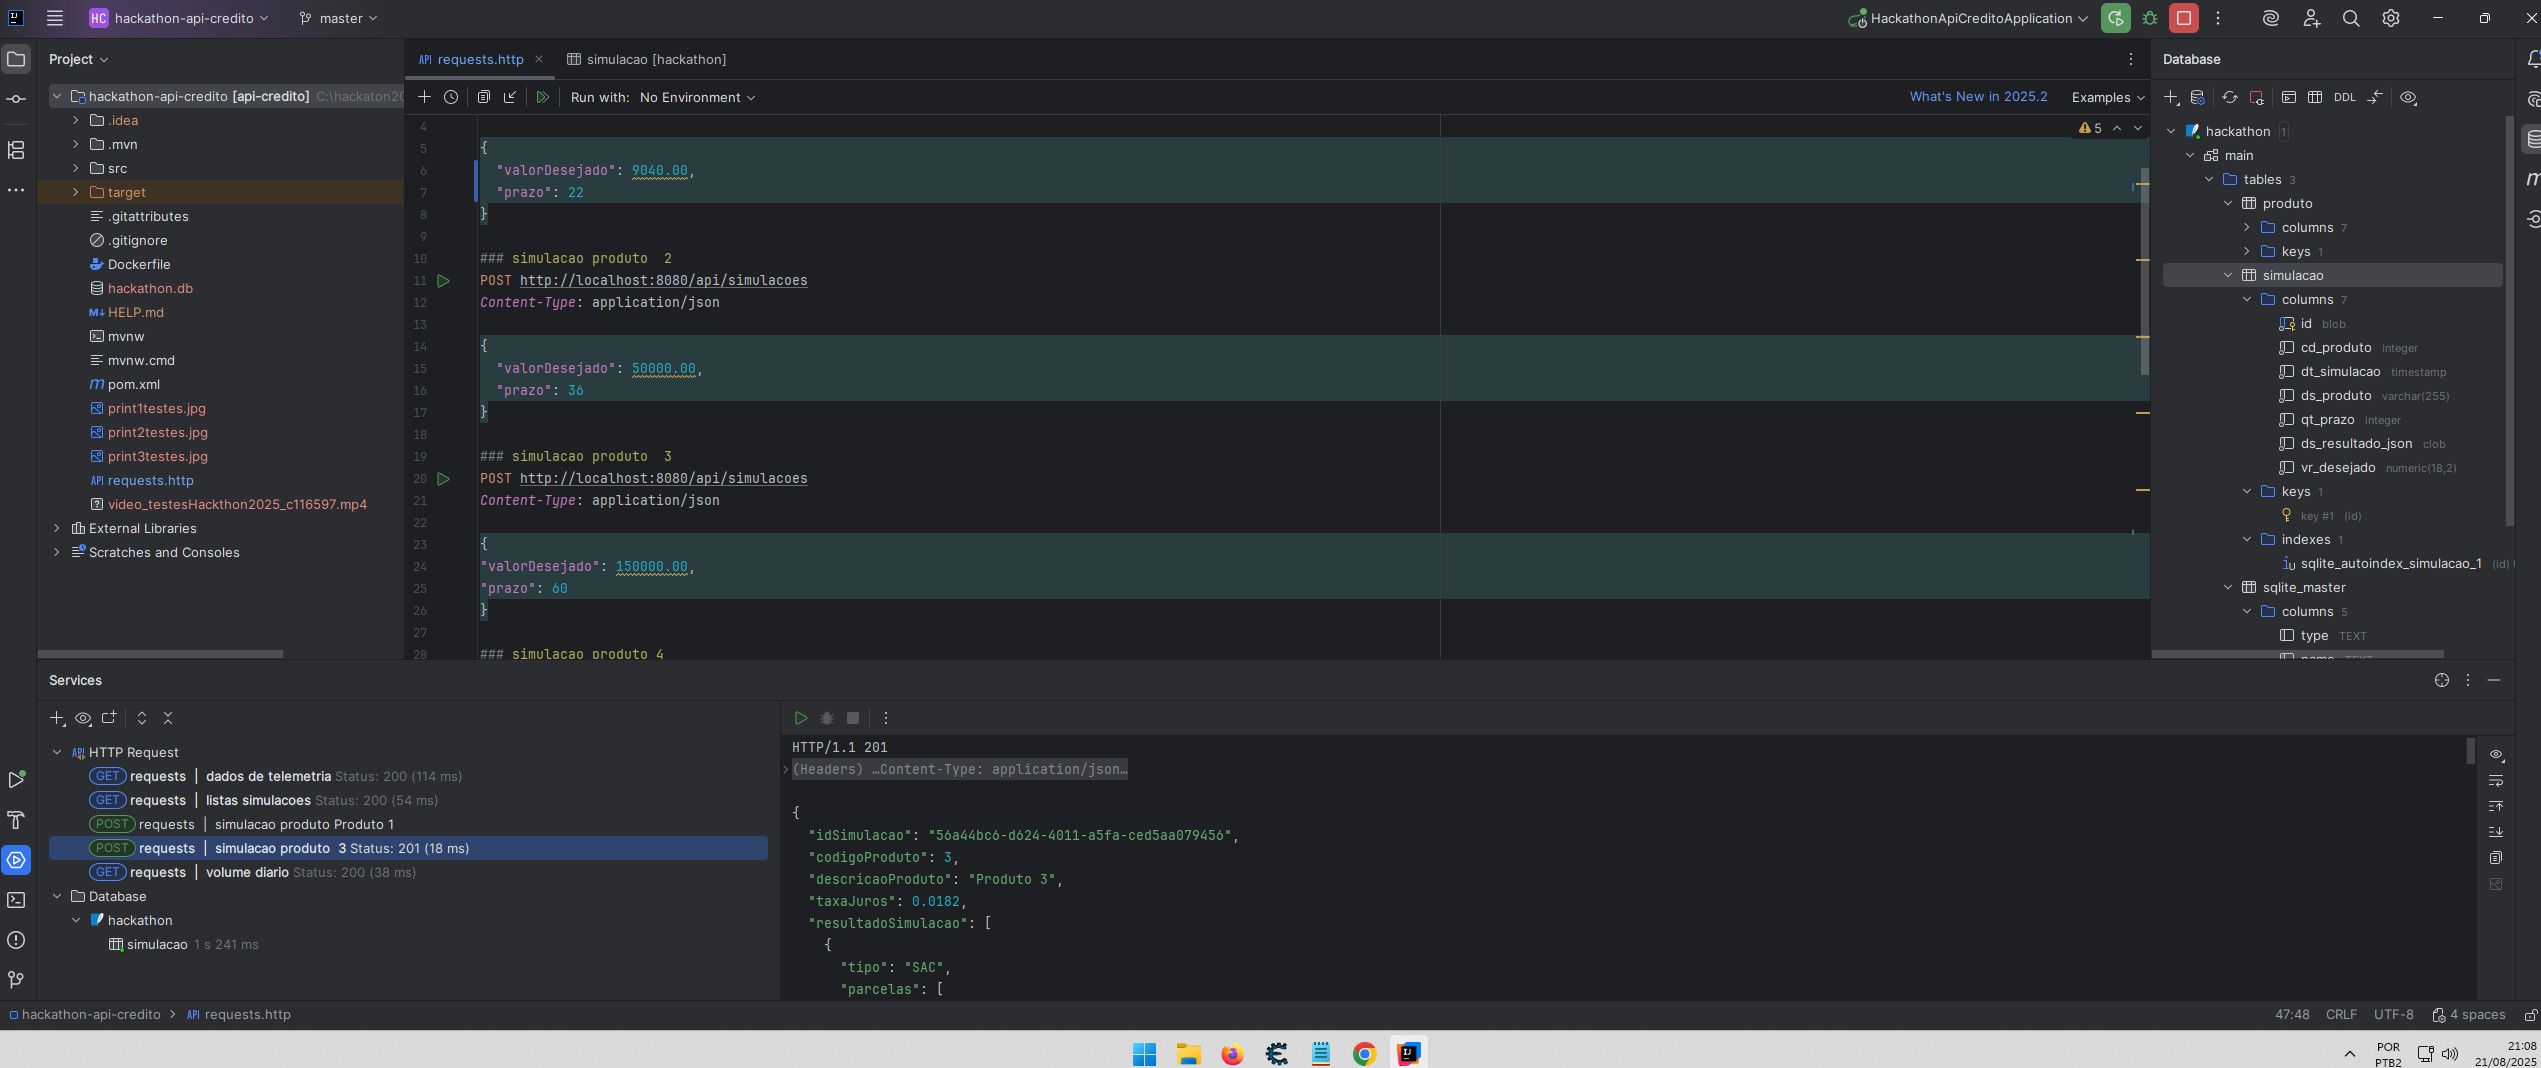 HC hackathon-api-credito
master
HackathonApiCreditoApplication
Project
hackathon-api-credito [api-credito] C:\hackaton20
.idea
.mvn
src
target
.gitattributes
.gitignore
Dockerfile
hackathon.db
HELP.md
mvnw
mvnw.cmd
pom.xml
print1testes.jpg
print2testes.jpg
print3testes.jpg
API requests.http
video_testesHackthon2025_c116597.mp4
External Libraries
Scratches and Consoles
API requests.http
simulacao [hackathon]
Run with: No Environment
What's New in 2025.2
Examples
5
4
5 {
6 "valorDesejado": 9040.00,
7 "prazo": 22
8 }
9
10 ### simulacao produto  2
11 POST http://localhost:8080/api/simulacoes
12 Content-Type: application/json
13
14 {
15 "valorDesejado": 50000.00,
16 "prazo": 36
17 }
18
19 ### simulacao produto  3
20 POST http://localhost:8080/api/simulacoes
21 Content-Type: application/json
22
23 {
24 "valorDesejado": 150000.00,
25 "prazo": 60
26 }
27
28 ### simulacao produto 4
Database
DDL
hackathon 1
main
tables 3
produto
columns 7
keys 1
simulacao
columns 7
id blob
cd_produto integer
dt_simulacao timestamp
ds_produto varchar(255)
qt_prazo integer
ds_resultado_json clob
vr_desejado numeric(18,2)
keys 1
key #1 (id)
indexes 1
sqlite_autoindex_simulacao_1 (id)
sqlite_master
columns 5
type TEXT
name TEXT
Services
API HTTP Request
GET requests | dados de telemetria Status: 200 (114 ms)
GET requests | listas simulacoes Status: 200 (54 ms)
POST requests | simulacao produto Produto 1
POST requests | simulacao produto  3 Status: 201 (18 ms)
GET requests | volume diario Status: 200 (38 ms)
Database
hackathon
simulacao 1 s 241 ms
HTTP/1.1 201
(Headers) …Content-Type: application/json…
{
"idSimulacao": "56a44bc6-d624-4011-a5fa-ced5aa079456",
"codigoProduto": 3,
"descricaoProduto": "Produto 3",
"taxaJuros": 0.0182,
"resultadoSimulacao": [
{
"tipo": "SAC",
"parcelas": [
hackathon-api-credito > API requests.http
47:48 CRLF UTF-8 4 spaces
POR
PTB2
21:08
21/08/2025